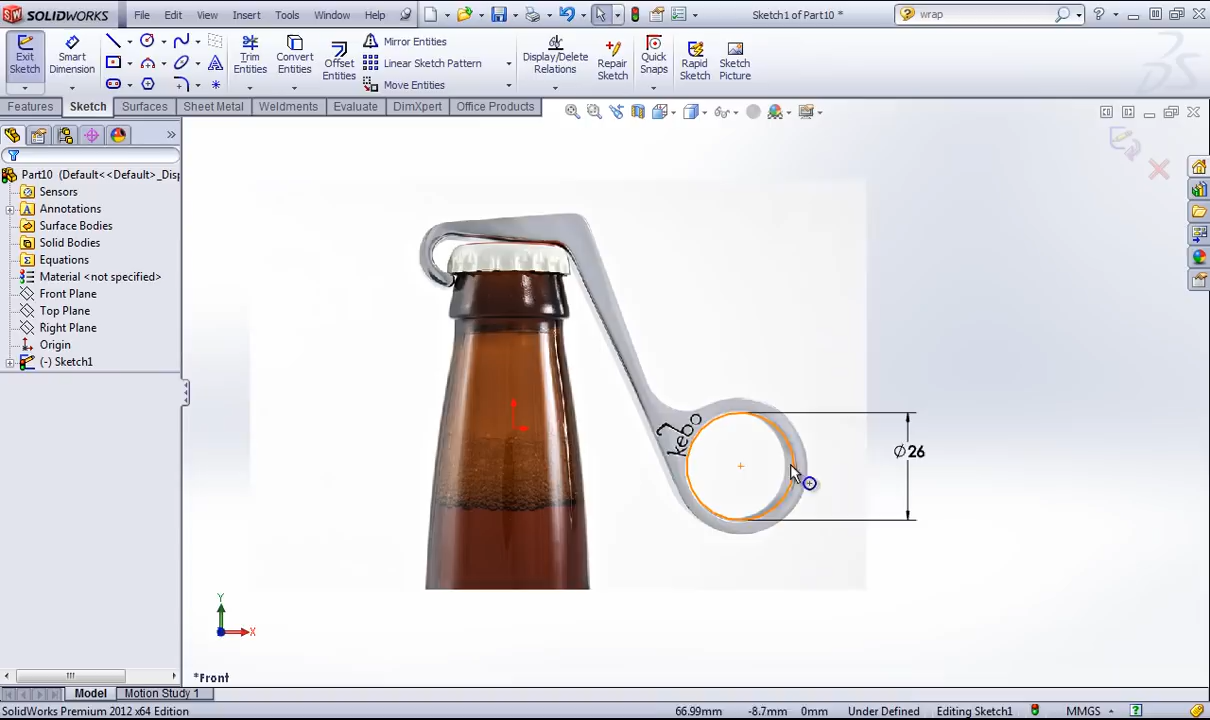 SOLIDWORKS
File
Edit
View
Insert
Tools
Window
Help
Sketch1 of Part10 *
wrap
Exit Sketch
Smart Dimension
Trim Entities
Convert Entities
Offset Entities
Mirror Entities
Linear Sketch Pattern
Move Entities
Display/Delete Relations
Repair Sketch
Quick Snaps
Rapid Sketch
Sketch Picture
Features
Sketch
Surfaces
Sheet Metal
Weldments
Evaluate
DimXpert
Office Products
Part10 (Default<<Default>_Disp
Sensors
Annotations
Surface Bodies
Solid Bodies
Equations
Material <not specified>
Front Plane
Top Plane
Right Plane
Origin
(-) Sketch1
kebo
Ø26
Y
X
*Front
Model
Motion Study 1
SolidWorks Premium 2012 x64 Edition
66.99mm
-8.7mm
0mm
Under Defined
Editing Sketch1
MMGS